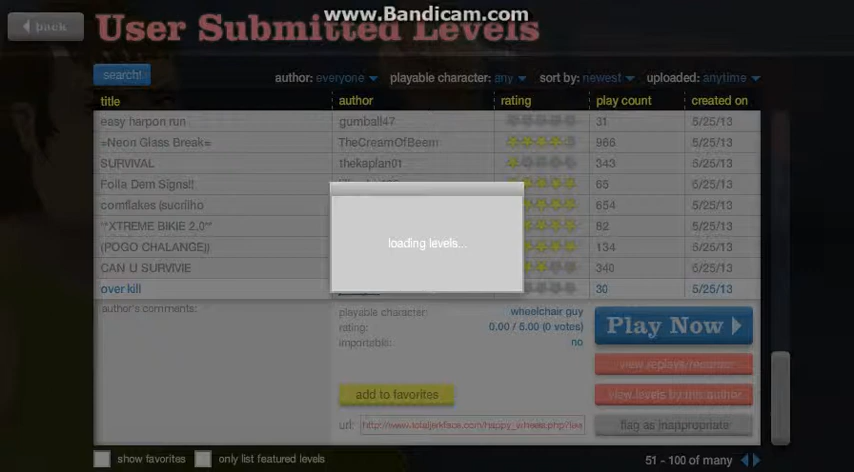 www.Bandicam.com
back
User Submitted Levels
search! author: everyone playable character: any sort by: newest uploaded: anytime
title author rating play count created on
easy harpon run gumball47 31 5/25/13
=Neon Glass Break= TheCreamOfBeem 966 5/25/13
SURVIVAL thekaplan01 343 5/25/13
Folla Dem Signs!! 65 5/25/13
cornflakes (sucrilho 654 5/25/13
*XTREME BIKIE 2.0** 82 5/25/13
(POGO CHALANGE)) 134 5/25/13
loading levels...
CAN U SURVIVIE 340 5/25/13
over kill 30 5/25/13
author's comments:
playable character: wheelchair guy
rating: 0.00 / 5.00 (0 votes)
importable: no
Play Now
view replays
view levels by this author
add to favorites
flag as inappropriate
url: http://www.totaljerkface.com/happy_wheels.php?
show favorites only list featured levels 51 - 100 of many